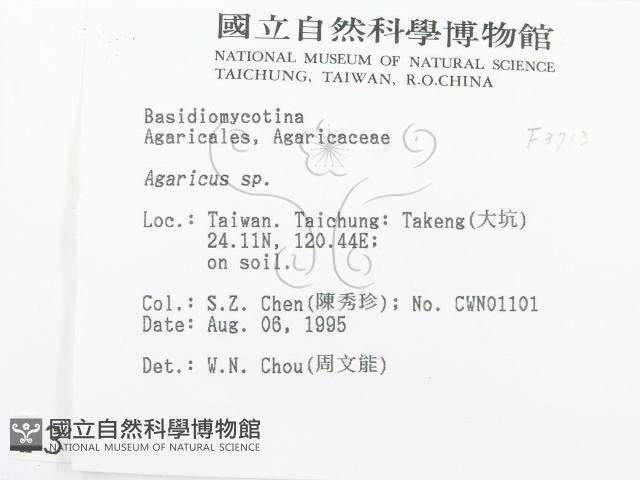 國立自然科學博物館
NATIONAL MUSEUM OF NATURAL SCIENCE
TAICHUNG, TAIWAN, R.O.CHINA
Basidiomycotina
Agaricales, Agaricaceae
F3713
Agaricus sp.
Loc.: Taiwan. Taichung: Takeng(大坑)
24.11N, 120.44E;
on soil.
Col.: S.Z. Chen(陳秀珍); No. CWN01101
Date: Aug. 06, 1995
Det.: W.N. Chou(周文能)
國立自然科學博物館
NATIONAL MUSEUM OF NATURAL SCIENCE